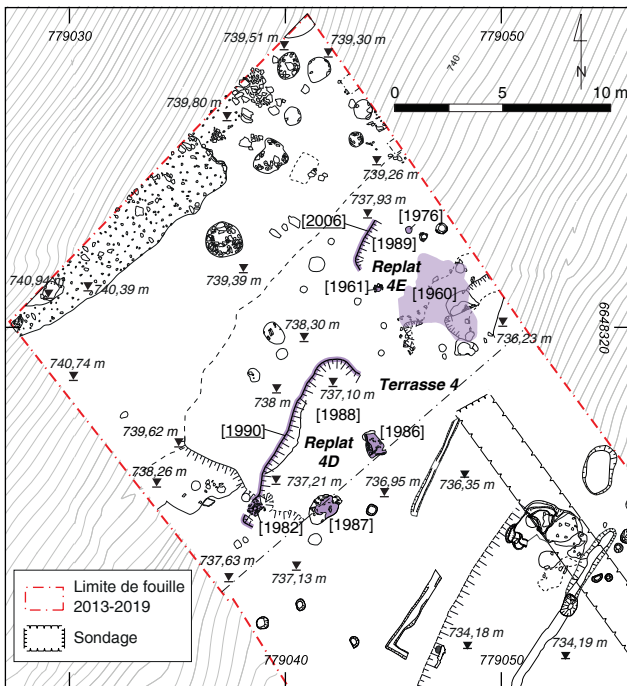 779030
739,51 m
739,30 m
779050
740
N
0
5
10 m
739,80 m
739,26 m
737,93 m
[1976]
[2006]
[1989]
Replat
4E
[1961]
[1960]
740,94 m
740,39 m
739,39 m
6648320
738,30 m
736,23 m
740,74 m
Terrasse 4
737,10 m
738 m
[1988]
[1986]
[1990]
Replat
4D
739,62 m
738,26 m
737,21 m
736,95 m
736,35 m
[1982]
[1987]
737,63 m
737,13 m
Limite de fouille
2013-2019
Sondage
734,18 m
734,19 m
779040
779050